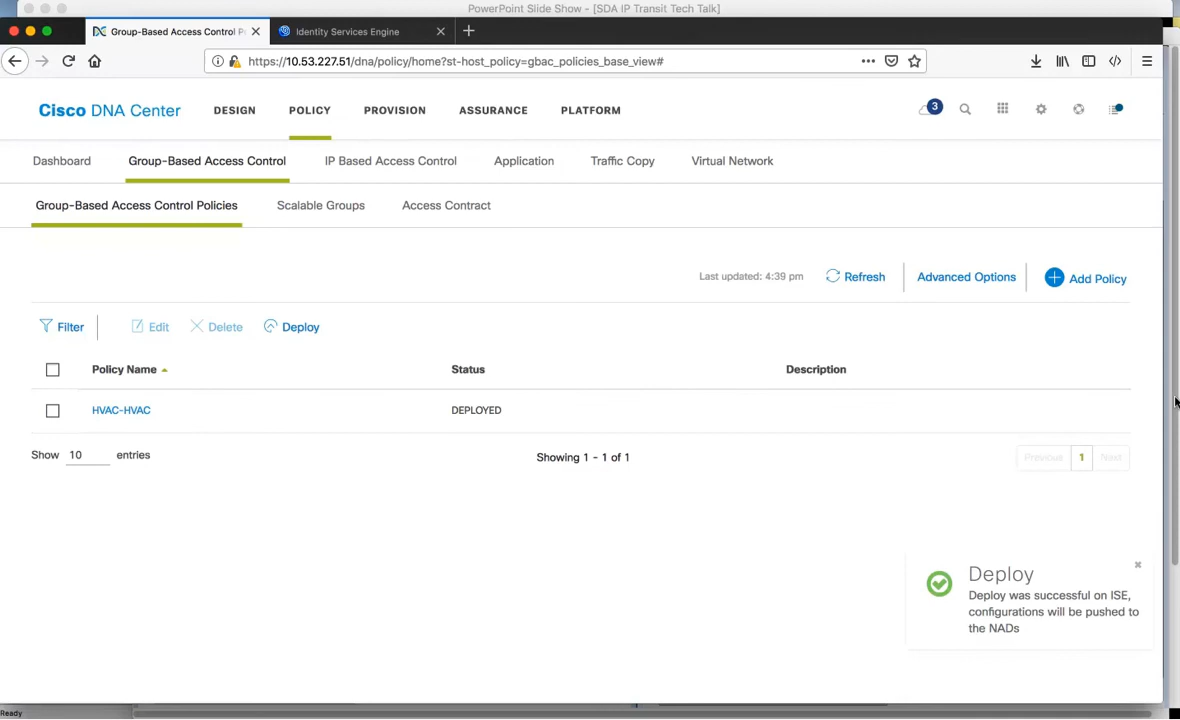 PowerPoint Slide Show - [SDA IP Transit Tech Talk]
Group-Based Access Control P
Identity Services Engine
https://10.53.227.51/dna/policy/home?st-host_policy=gbac_policies_base_view#
Cisco DNA Center DESIGN POLICY PROVISION ASSURANCE PLATFORM 3
Dashboard Group-Based Access Control IP Based Access Control Application Traffic Copy Virtual Network
Group-Based Access Control Policies Scalable Groups Access Contract
Last updated: 4:39 pm Refresh Advanced Options Add Policy
Filter Edit Delete Deploy
Policy Name Status Description
HVAC-HVAC DEPLOYED
Show 10 entries Showing 1 - 1 of 1 Previous 1 Next
Deploy
Deploy was successful on ISE,
configurations will be pushed to
the NADs
Ready